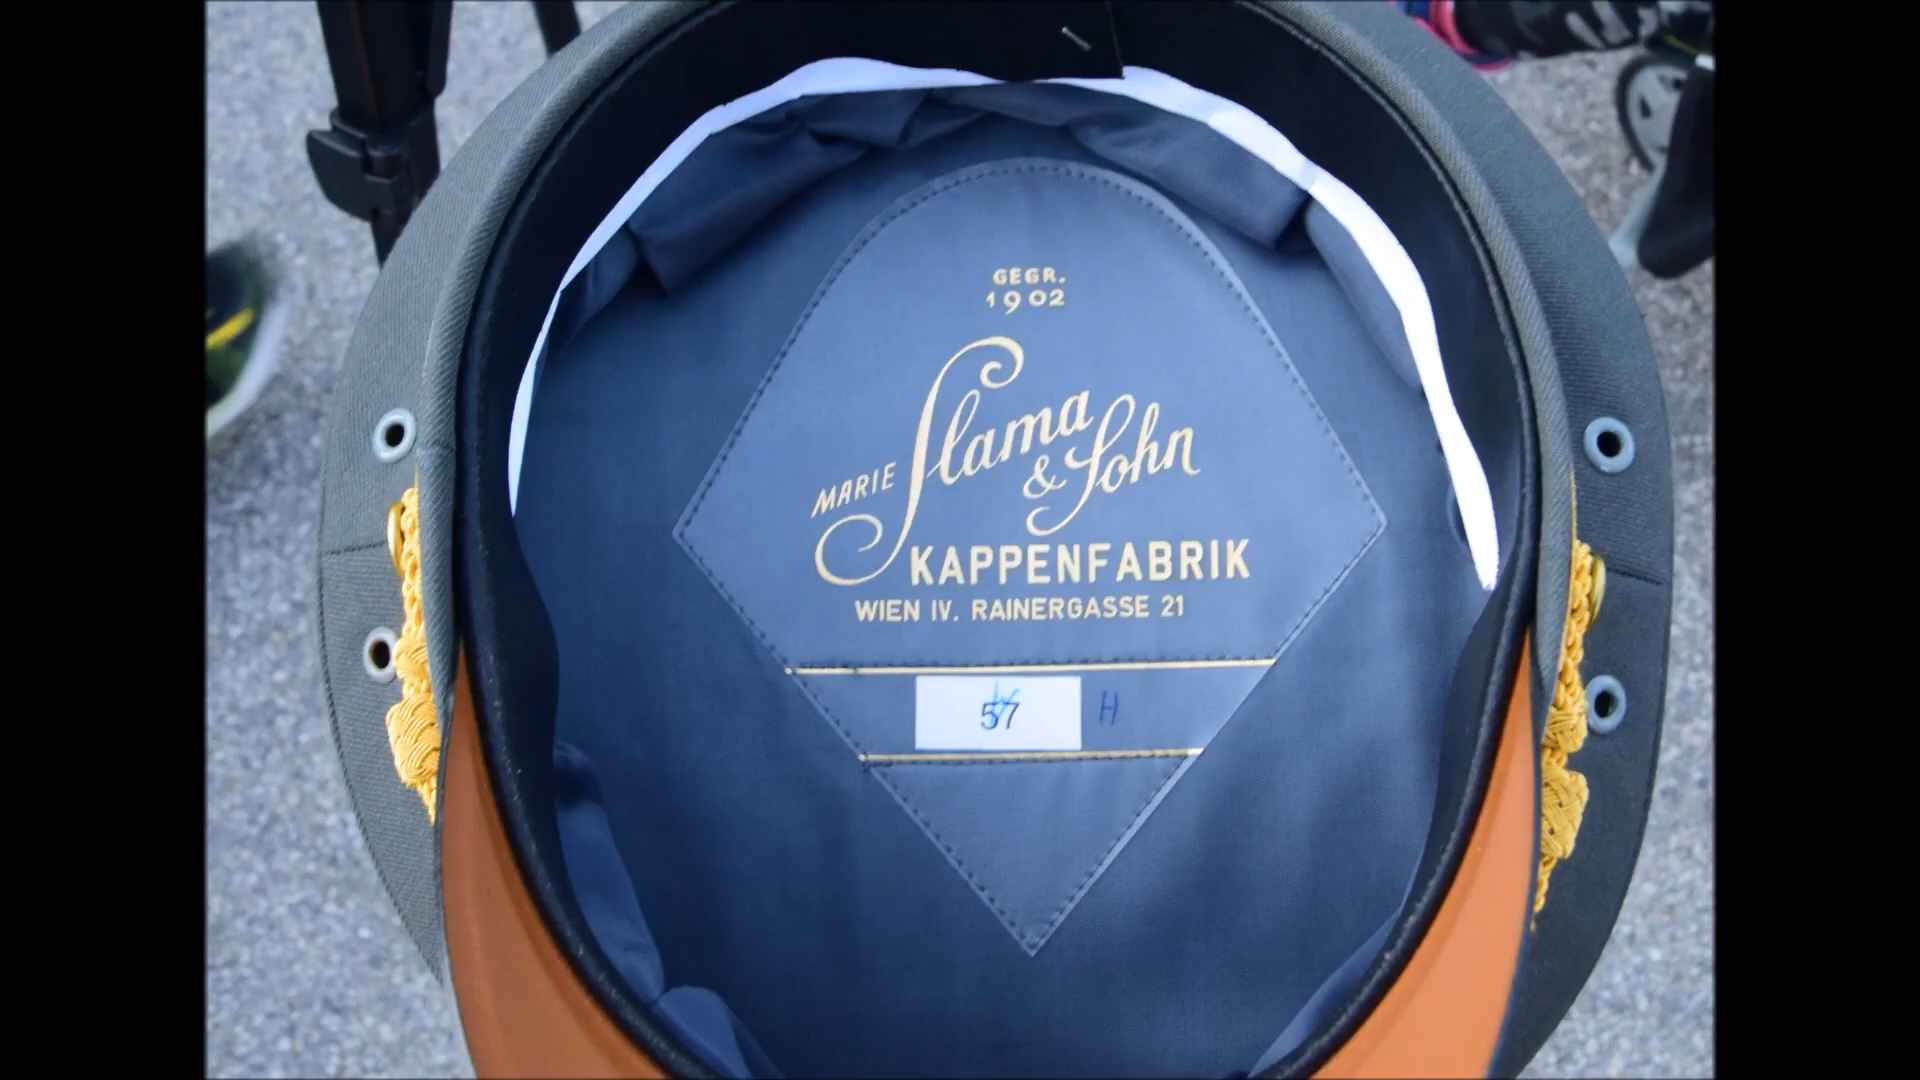 GEGR.
1902
MARIE Slama
& Sohn
KAPPENFABRIK
WIEN IV. RAINERGASSE 21
57 H